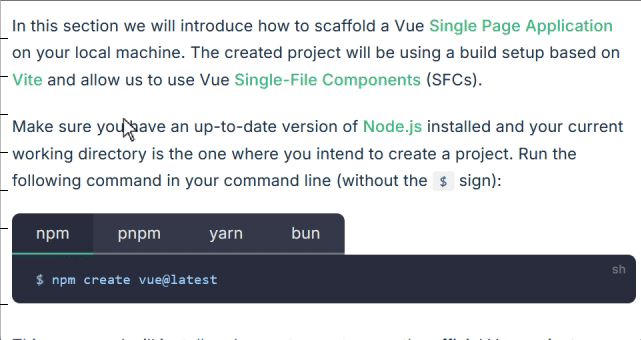 In this section we will introduce how to scaffold a Vue Single Page Application
on your local machine. The created project will be using a build setup based on
Vite and allow us to use Vue Single-File Components (SFCs).
Make sure you have an up-to-date version of Node.js installed and your current
working directory is the one where you intend to create a project. Run the
following command in your command line (without the $ sign):
npm pnpm yarn bun
sh
$ npm create vue@latest